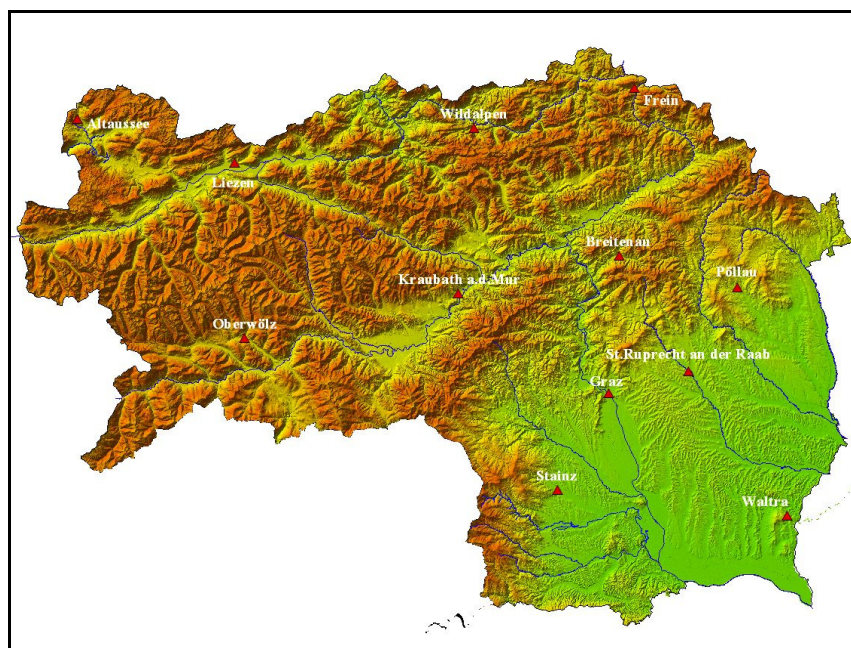 Frein
Wildalpen
Altaussee
Liezen
Breitenau
Pöllau
Kraubath a.d.Mur
Oberwölz
St.Ruprecht an der Raab
Graz
Stainz
Waltra